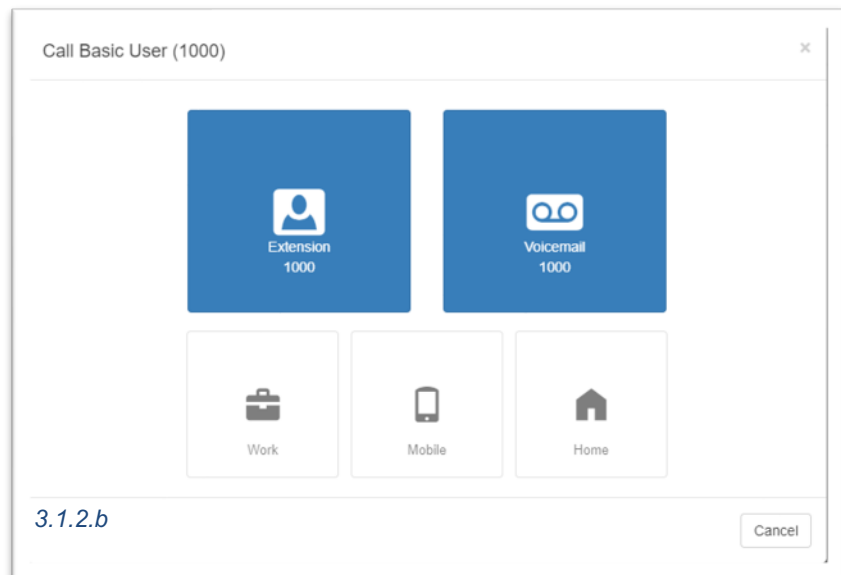 Call Basic User (1000)
×
Extension
1000
Voicemail
1000
Work
Mobile
Home
3.1.2.b
Cancel